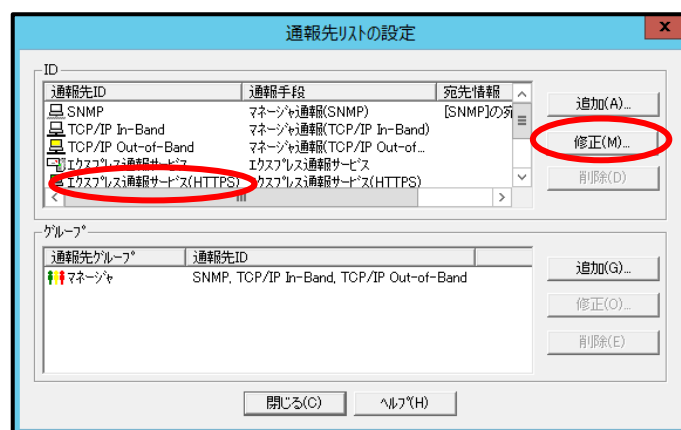 通報先リストの設定
x
ID
通報先ID 通報手段 宛先情報
SNMP マネージャ通報(SNMP) [SNMP]の宛
TCP/IP In-Band マネージャ通報(TCP/IP In-Band)
TCP/IP Out-of-Band マネージャ通報(TCP/IP Out-of...
エクスプレス通報サービス エクスプレス通報サービス
エクスプレス通報サービス(HTTPS) エクスプレス通報サービス(HTTPS)
追加(A)...
修正(M)...
削除(D)
グループ
通報先グループ 通報先ID
マネージャ SNMP, TCP/IP In-Band, TCP/IP Out-of-Band
追加(G)...
修正(O)...
削除(E)
閉じる(C) ヘルプ(H)